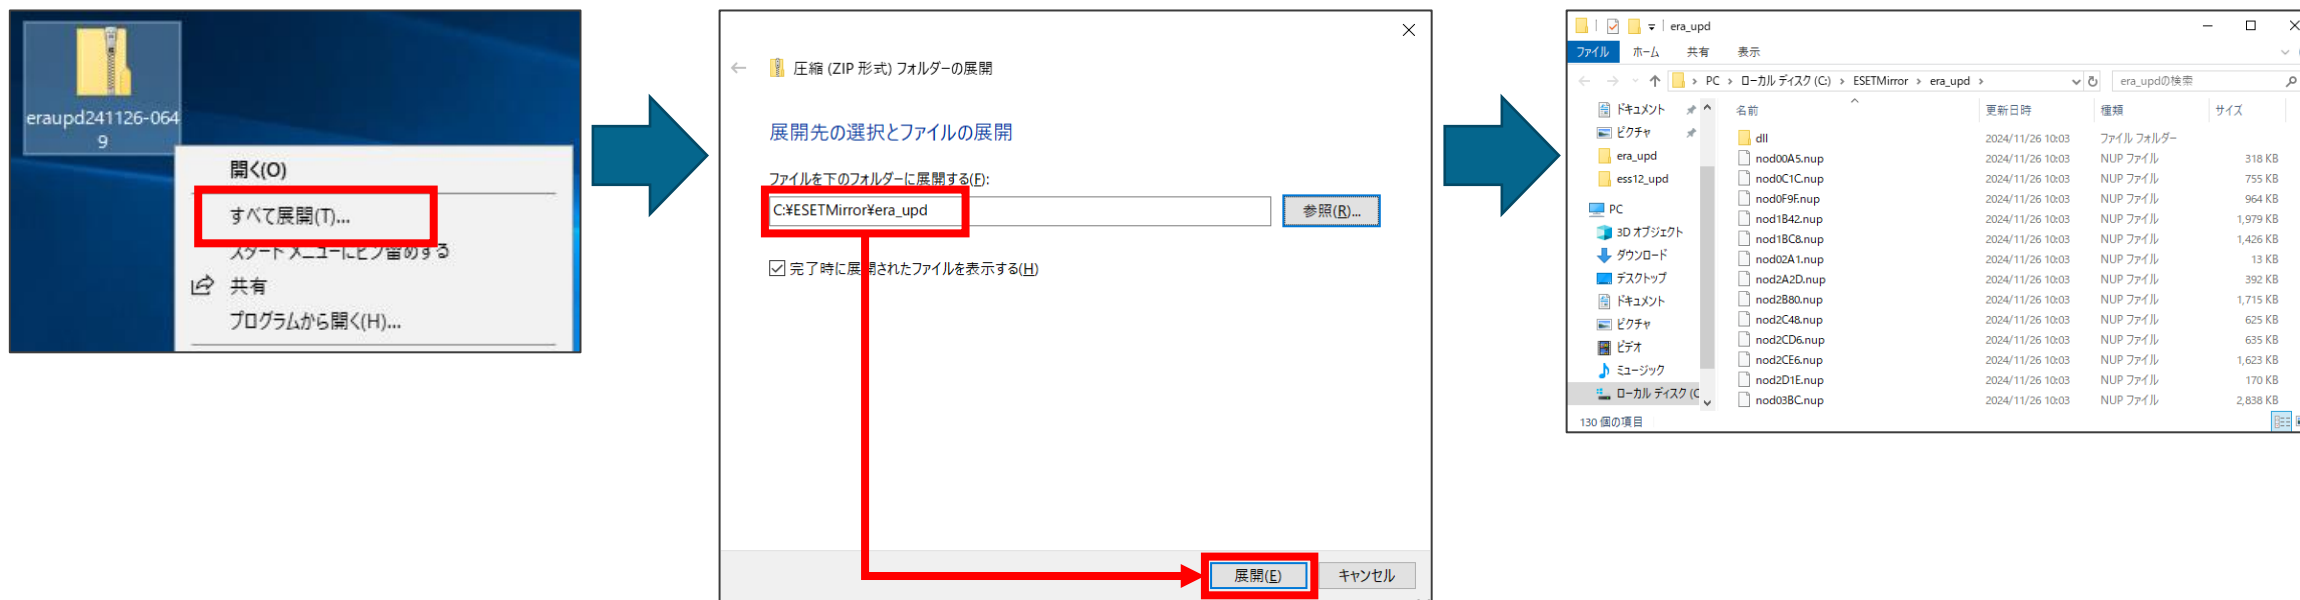 eraupd241126-064
9
開く(O)
すべて展開(T)...
スタート メニューにピン留めする
共有
プログラムから開く(H)...
圧縮 (ZIP 形式) フォルダーの展開
展開先の選択とファイルの展開
ファイルを下のフォルダーに展開する(F):
C:¥ESETMirror¥era_upd
参照(R)...
完了時に展開されたファイルを表示する(H)
展開(E)
キャンセル
era_upd
ファイル ホーム 共有 表示
PC > ローカル ディスク (C:) > ESETMirror > era_upd >
era_updの検索
ドキュメント
ピクチャ
era_upd
ess12_upd
PC
3D オブジェクト
ダウンロード
デスクトップ
ドキュメント
ピクチャ
ビデオ
ミュージック
ローカル ディスク (C
名前 更新日時 種類 サイズ
dll 2024/11/26 10:03 ファイル フォルダー
nod00A5.nup 2024/11/26 10:03 NUP ファイル 318 KB
nod0C1C.nup 2024/11/26 10:03 NUP ファイル 755 KB
nod0F9F.nup 2024/11/26 10:03 NUP ファイル 964 KB
nod1B42.nup 2024/11/26 10:03 NUP ファイル 1,979 KB
nod1BC8.nup 2024/11/26 10:03 NUP ファイル 1,426 KB
nod02A1.nup 2024/11/26 10:03 NUP ファイル 13 KB
nod2A2D.nup 2024/11/26 10:03 NUP ファイル 392 KB
nod2B80.nup 2024/11/26 10:03 NUP ファイル 1,715 KB
nod2C48.nup 2024/11/26 10:03 NUP ファイル 625 KB
nod2CD6.nup 2024/11/26 10:03 NUP ファイル 635 KB
nod2CE6.nup 2024/11/26 10:03 NUP ファイル 1,623 KB
nod2D1E.nup 2024/11/26 10:03 NUP ファイル 170 KB
nod03BC.nup 2024/11/26 10:03 NUP ファイル 2,838 KB
130 個の項目